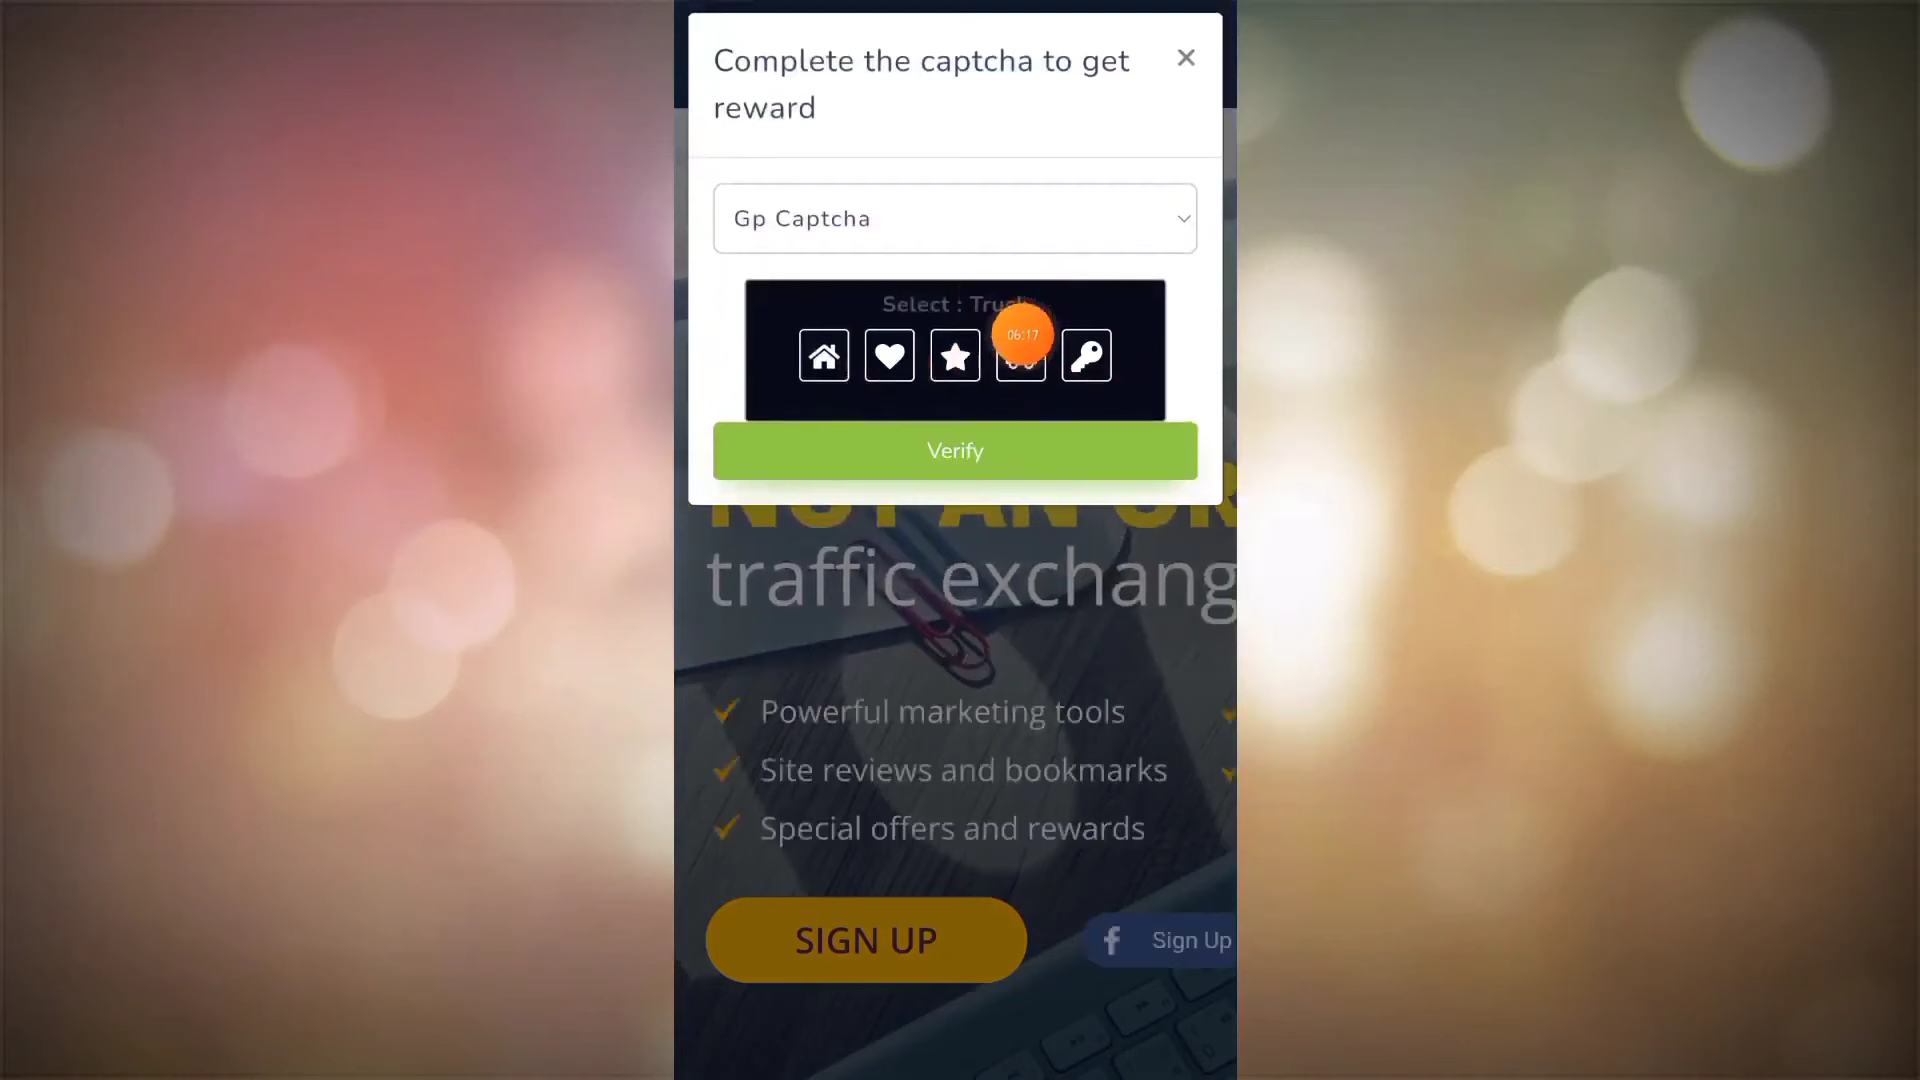 Complete the captcha to get
reward
Gp Captcha
Select :
06:17
Verify
traffic exchang
Powerful marketing tools
Site reviews and bookmarks
Special offers and rewards
SIGN UP
Sign Up